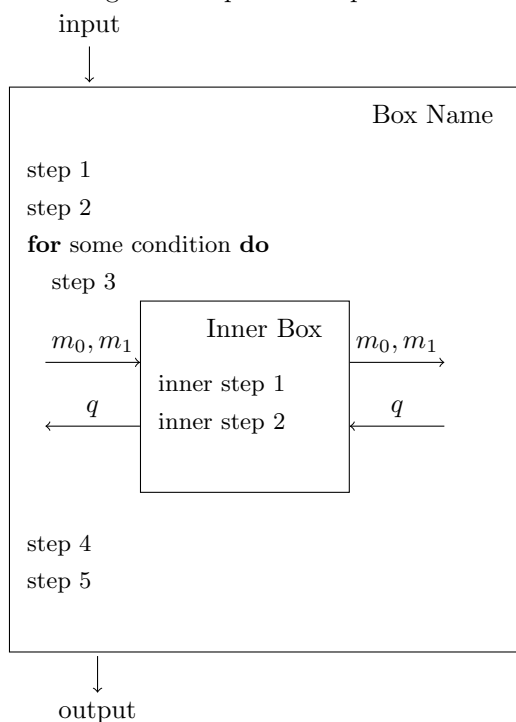 input
Box Name
step 1
step 2
for some condition do
step 3
Inner Box
m₀, m₁
m₀, m₁
inner step 1
q
inner step 2
q
step 4
step 5
output